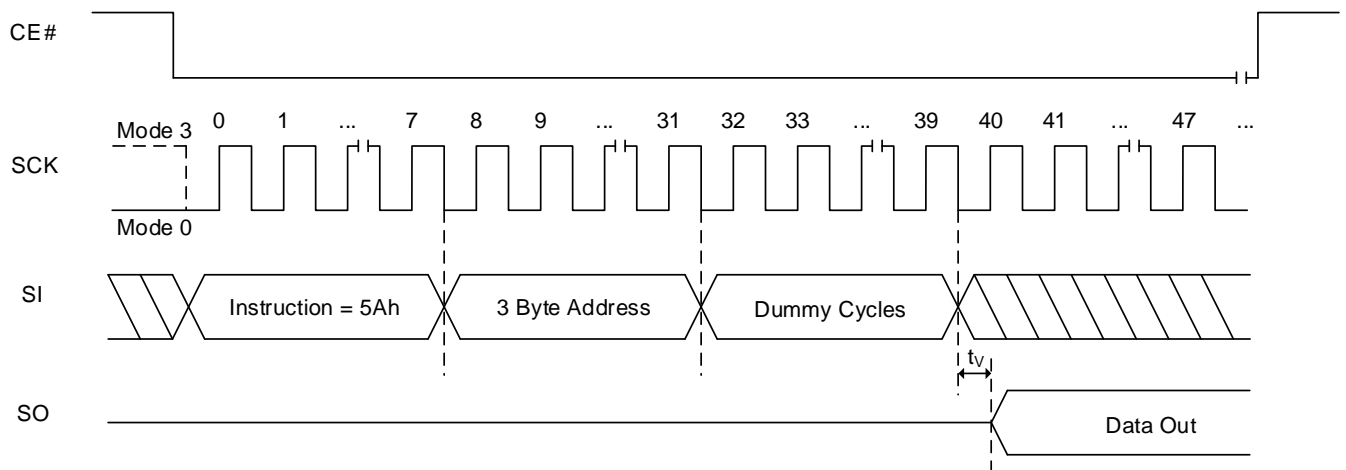 CE#
Mode 3 0 1 ... 7 8 9 ... 31 32 33 ... 39 40 41 ... 47 ...
SCK
Mode 0
SI Instruction = 5Ah 3 Byte Address Dummy Cycles
tV
SO Data Out